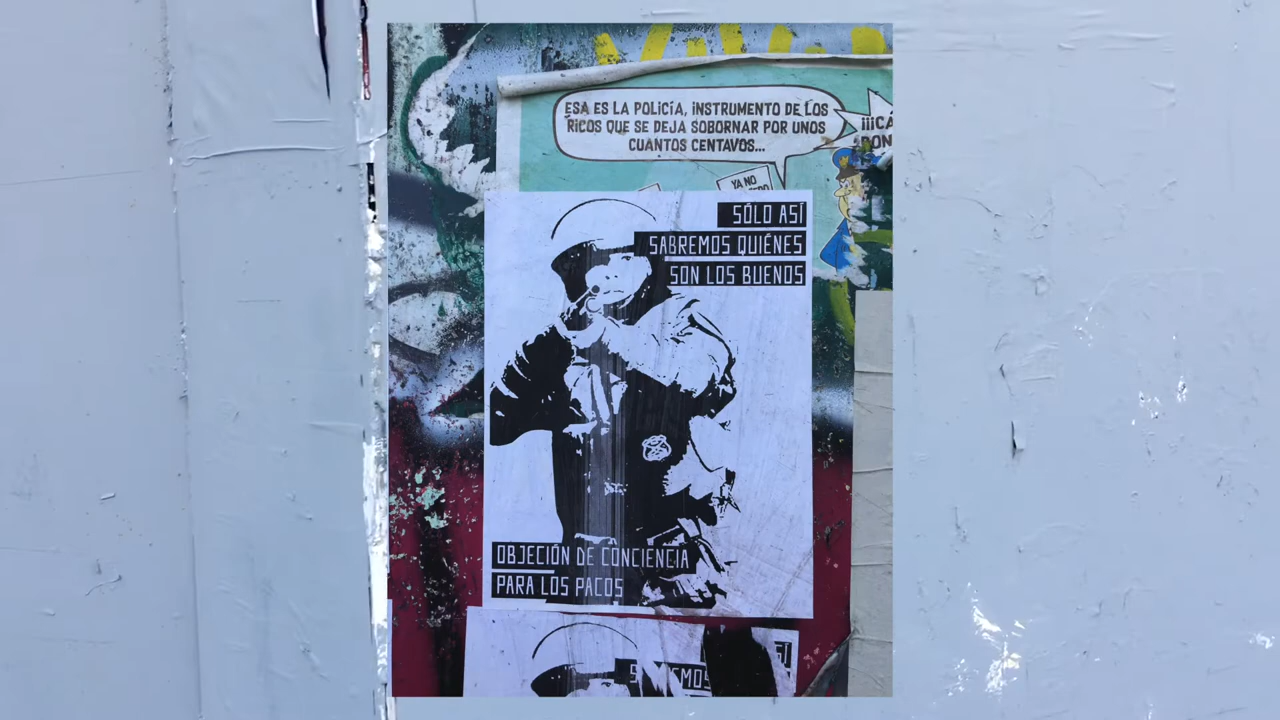 ESA ES LA POLICÍA, INSTRUMENTO DE LOS
RICOS QUE SE DEJA SOBORNAR POR UNOS
CUANTOS CENTAVOS...
YA NO
SÓLO ASÍ
SABREMOS QUIÉNES
SON LOS BUENOS
OBJECIÓN DE CONCIENCIA
PARA LOS PACOS